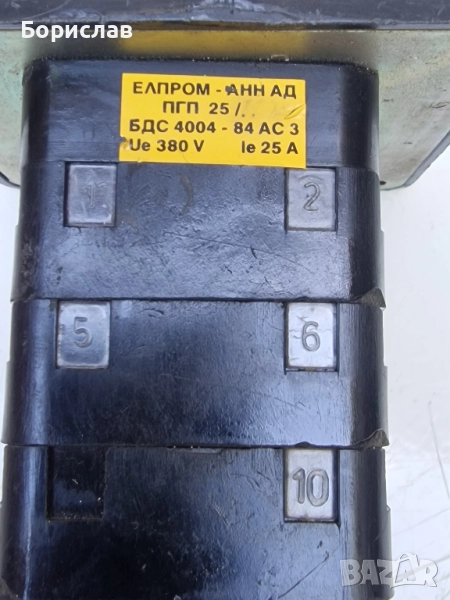 Борислав
ЕЛПРОМ - АНН АД
ПГП 25 /. .
БДС 4004 - 84 АС 3
Ue 380 V Ie 25 A
1 2
5 6
10
BAZAR